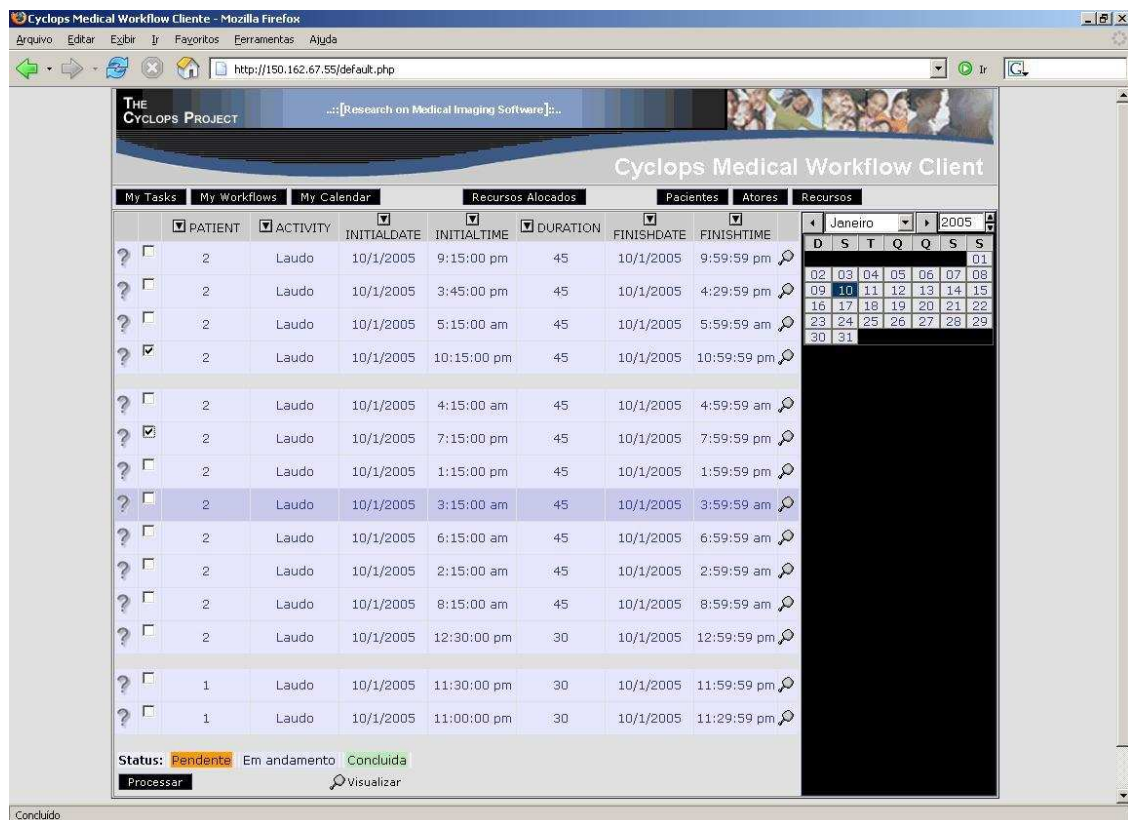 Cyclops Medical Workflow Cliente - Mozilla Firefox
Arquivo Editar Exibir Ir Favoritos Ferramentas Ajuda
http://150.162.67.55/default.php Ir
THE CYCLOPS PROJECT
..::[Research on Medical Imaging Software]::..
Cyclops Medical Workflow Client
My Tasks My Workflows My Calendar Recursos Alocados Pacientes Atores Recursos
PATIENT ACTIVITY INITIALDATE INITIALTIME DURATION FINISHDATE FINISHTIME
2 Laudo 10/1/2005 9:15:00 pm 45 10/1/2005 9:59:59 pm
2 Laudo 10/1/2005 3:45:00 pm 45 10/1/2005 4:29:59 pm
2 Laudo 10/1/2005 5:15:00 am 45 10/1/2005 5:59:59 am
2 Laudo 10/1/2005 10:15:00 pm 45 10/1/2005 10:59:59 pm
2 Laudo 10/1/2005 4:15:00 am 45 10/1/2005 4:59:59 am
2 Laudo 10/1/2005 7:15:00 pm 45 10/1/2005 7:59:59 pm
2 Laudo 10/1/2005 1:15:00 pm 45 10/1/2005 1:59:59 pm
2 Laudo 10/1/2005 3:15:00 am 45 10/1/2005 3:59:59 am
2 Laudo 10/1/2005 6:15:00 am 45 10/1/2005 6:59:59 am
2 Laudo 10/1/2005 2:15:00 am 45 10/1/2005 2:59:59 am
2 Laudo 10/1/2005 8:15:00 am 45 10/1/2005 8:59:59 am
2 Laudo 10/1/2005 12:30:00 pm 30 10/1/2005 12:59:59 pm
1 Laudo 10/1/2005 11:30:00 pm 30 10/1/2005 11:59:59 pm
1 Laudo 10/1/2005 11:00:00 pm 30 10/1/2005 11:29:59 pm
Janeiro 2005
D S T Q Q S S
01
02 03 04 05 06 07 08
09 10 11 12 13 14 15
16 17 18 19 20 21 22
23 24 25 26 27 28 29
30 31
Status: Pendente Em andamento Concluida
Processar Visualizar
Concluído